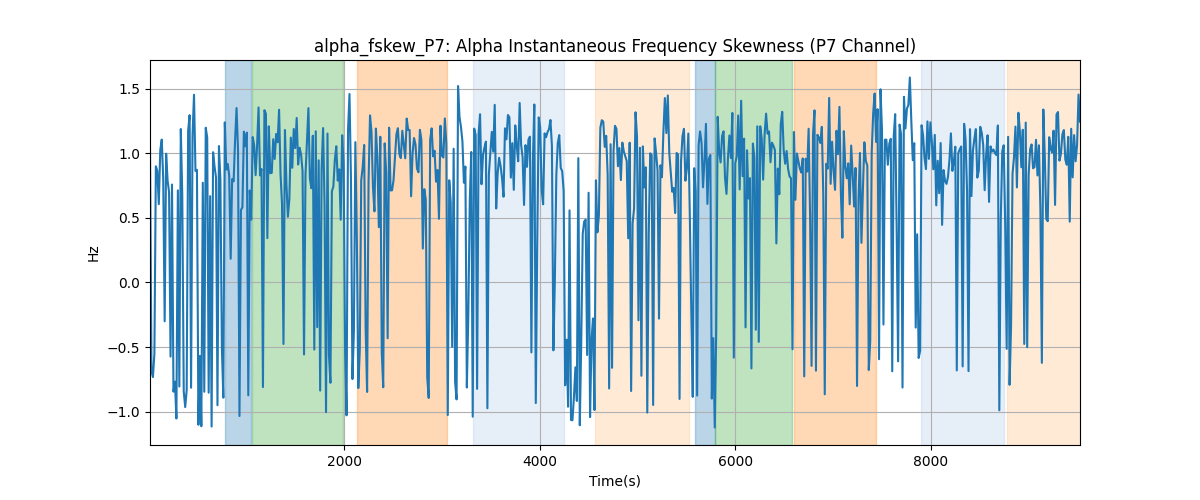 alpha_fskew_P7: Alpha Instantaneous Frequency Skewness (P7 Channel)
1.5
1.0
0.5
0.0
−0.5
−1.0
Hz
2000 4000 6000 8000
Time(s)